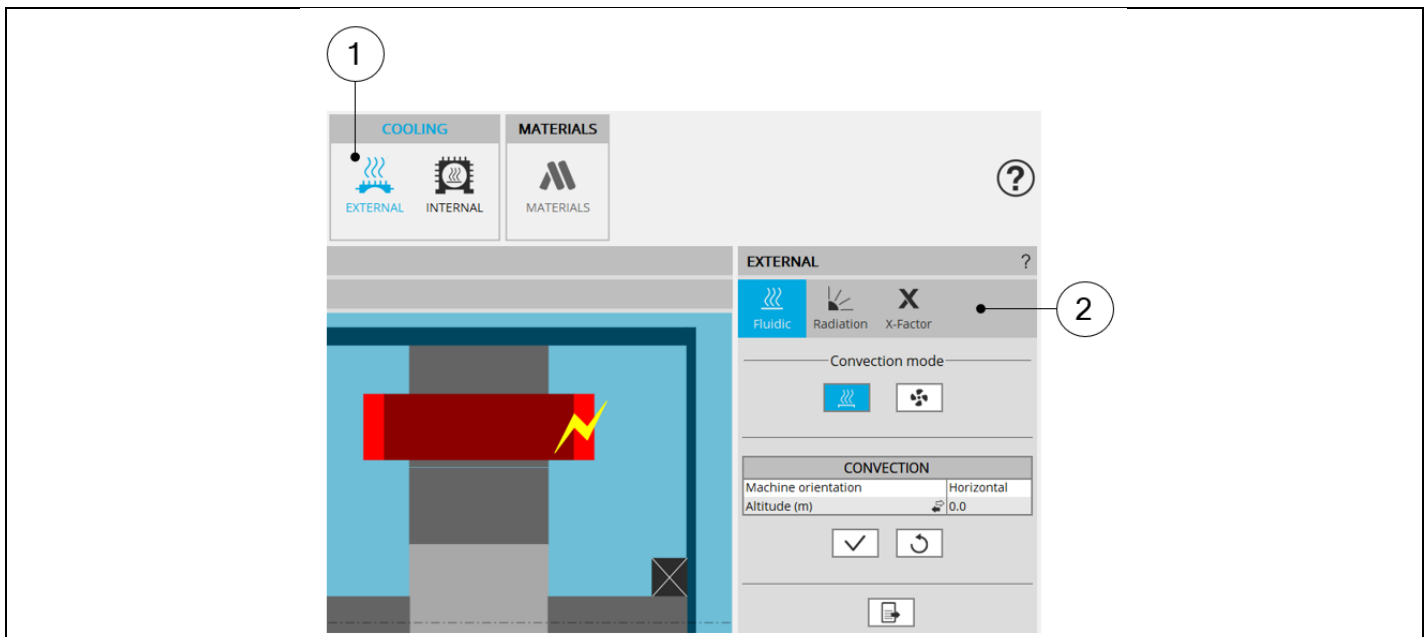 1
COOLING MATERIALS
EXTERNAL INTERNAL MATERIALS
?
EXTERNAL ?
Fluidic Radiation X-Factor
2
Convection mode
CONVECTION
Machine orientation Horizontal
Altitude (m) 0.0